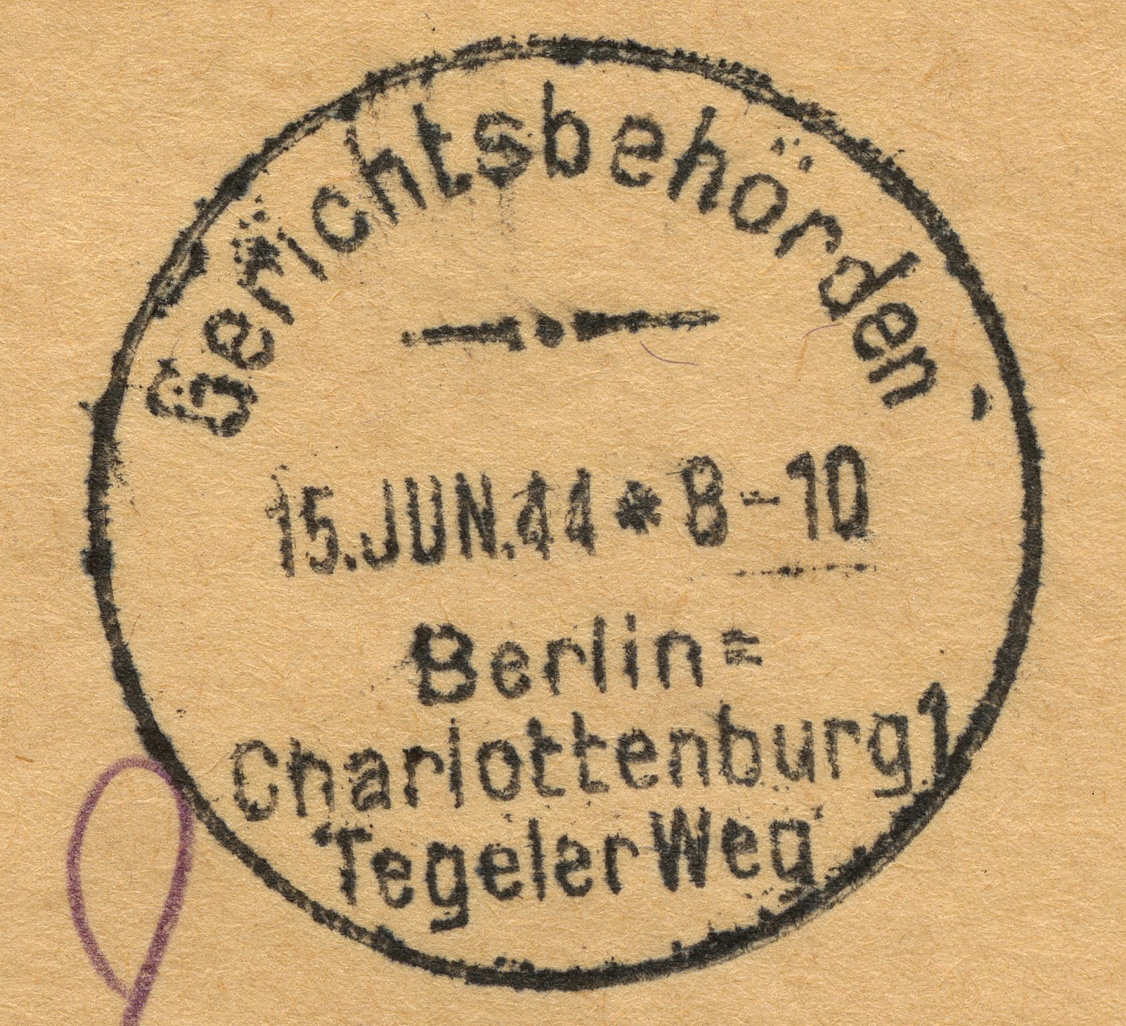 Gerichtsbehörden
15.JUN.44*8-10
Berlin=
Charlottenburg 1
Tegeler Weg